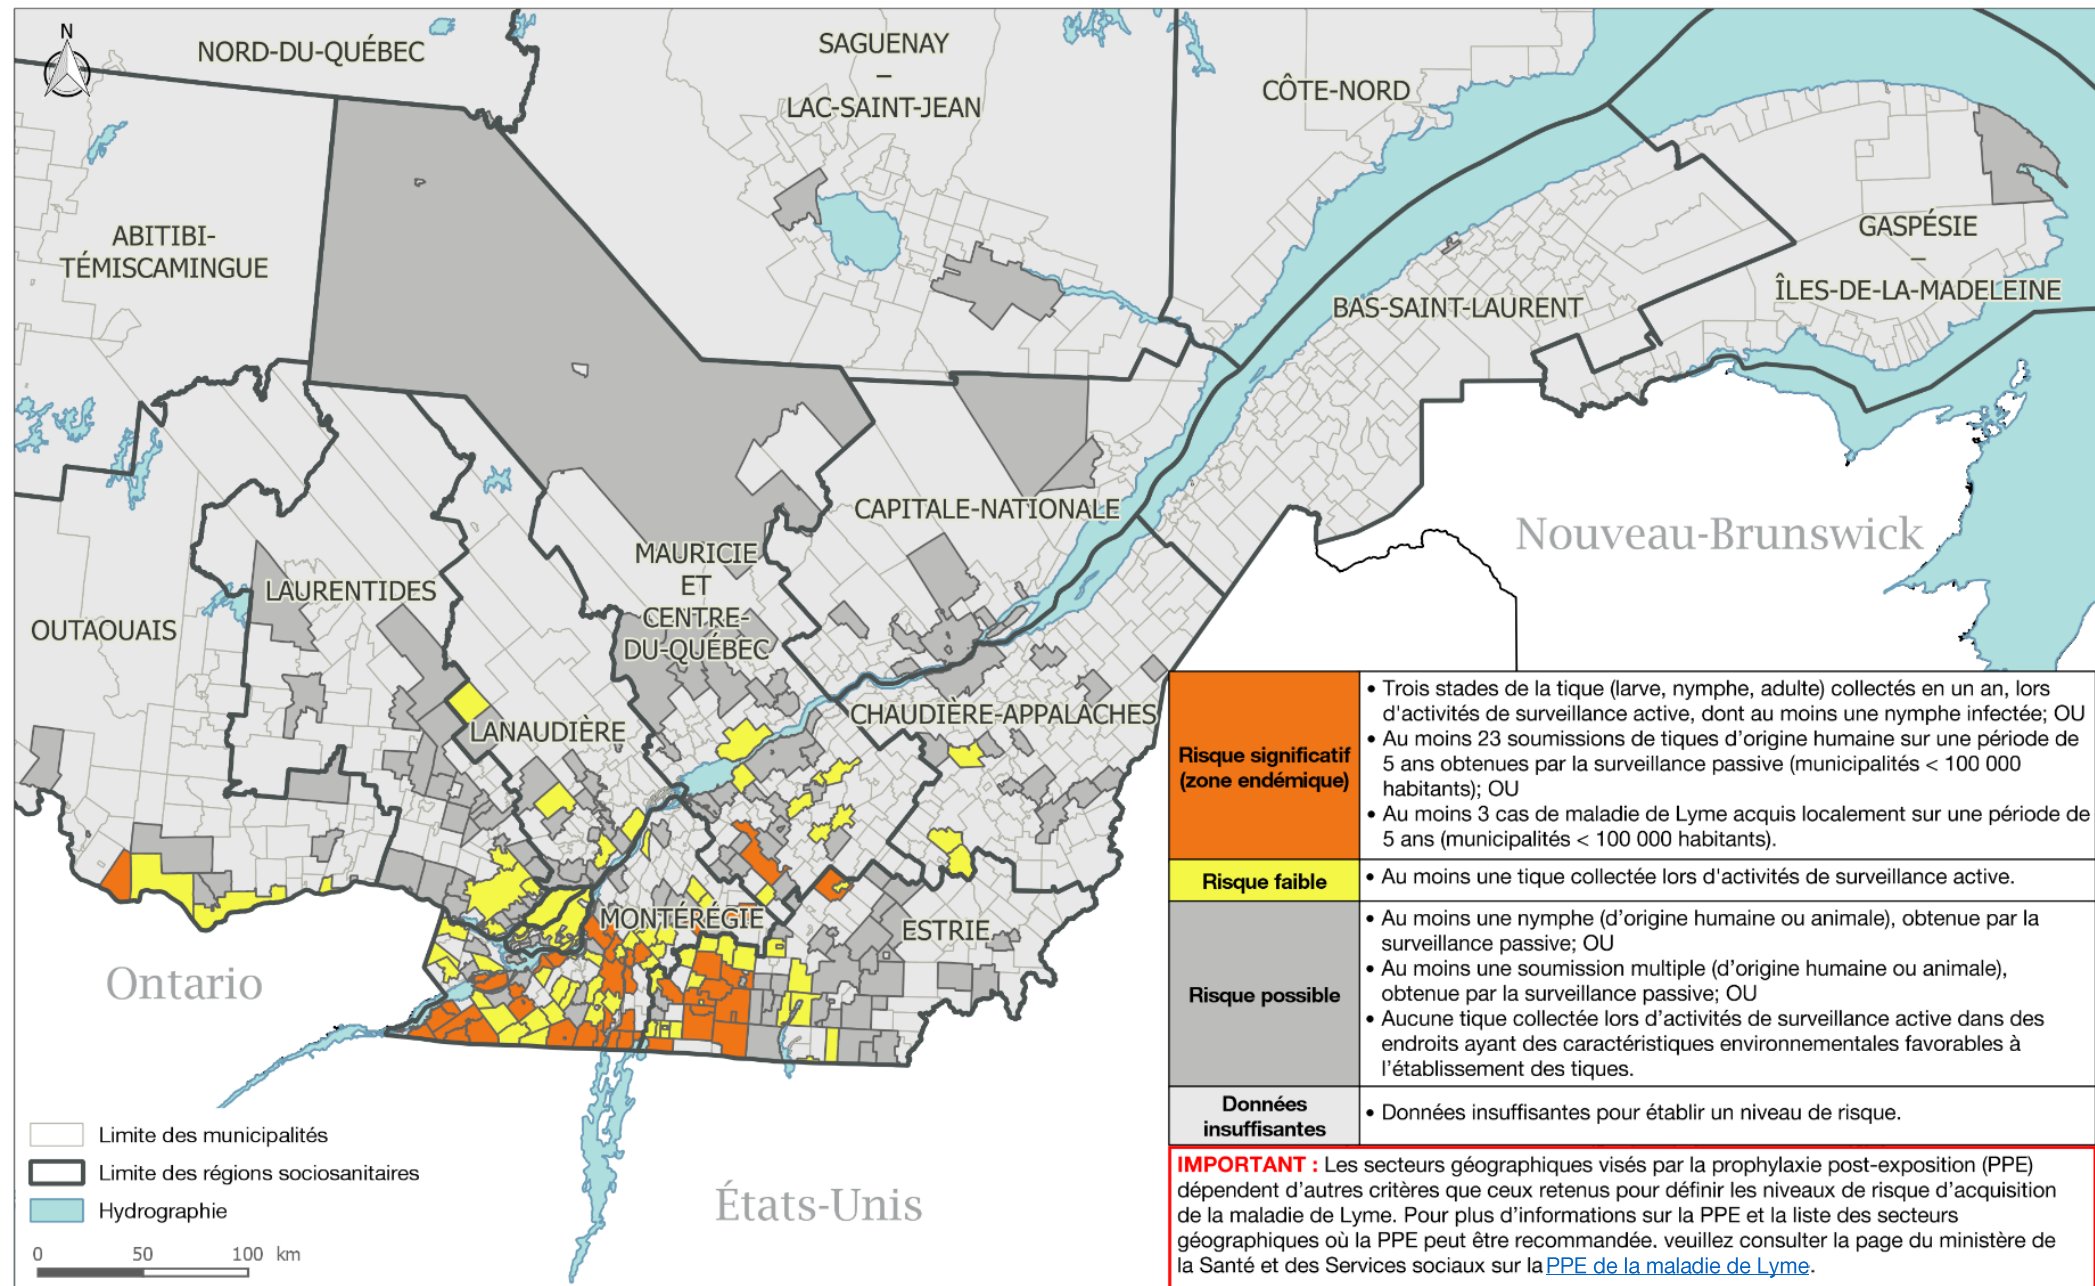 N
NORD-DU-QUÉBEC
SAGUENAY
–
LAC-SAINT-JEAN
CÔTE-NORD
ABITIBI-
TÉMISCAMINGUE
GASPÉSIE
–
ÎLES-DE-LA-MADELEINE
BAS-SAINT-LAURENT
CAPITALE-NATIONALE
Nouveau-Brunswick
MAURICIE
ET
CENTRE-
DU-QUÉBEC
LAURENTIDES
OUTAOUAIS
LANAUDIÈRE
CHAUDIÈRE-APPALACHES
MONTÉRÉGIE
ESTRIE
Ontario
États-Unis
Limite des municipalités
Limite des régions sociosanitaires
Hydrographie
0 50 100 km
Risque significatif
(zone endémique)
• Trois stades de la tique (larve, nymphe, adulte) collectés en un an, lors
d'activités de surveillance active, dont au moins une nymphe infectée; OU
• Au moins 23 soumissions de tiques d’origine humaine sur une période de
5 ans obtenues par la surveillance passive (municipalités < 100 000
habitants); OU
• Au moins 3 cas de maladie de Lyme acquis localement sur une période de
5 ans (municipalités < 100 000 habitants).
Risque faible
• Au moins une tique collectée lors d'activités de surveillance active.
Risque possible
• Au moins une nymphe (d’origine humaine ou animale), obtenue par la
surveillance passive; OU
• Au moins une soumission multiple (d’origine humaine ou animale),
obtenue par la surveillance passive; OU
• Aucune tique collectée lors d’activités de surveillance active dans des
endroits ayant des caractéristiques environnementales favorables à
l’établissement des tiques.
Données
insuffisantes
• Données insuffisantes pour établir un niveau de risque.
IMPORTANT : Les secteurs géographiques visés par la prophylaxie post-exposition (PPE)
dépendent d’autres critères que ceux retenus pour définir les niveaux de risque d’acquisition
de la maladie de Lyme. Pour plus d’informations sur la PPE et la liste des secteurs
géographiques où la PPE peut être recommandée, veuillez consulter la page du ministère de
la Santé et des Services sociaux sur la PPE de la maladie de Lyme.